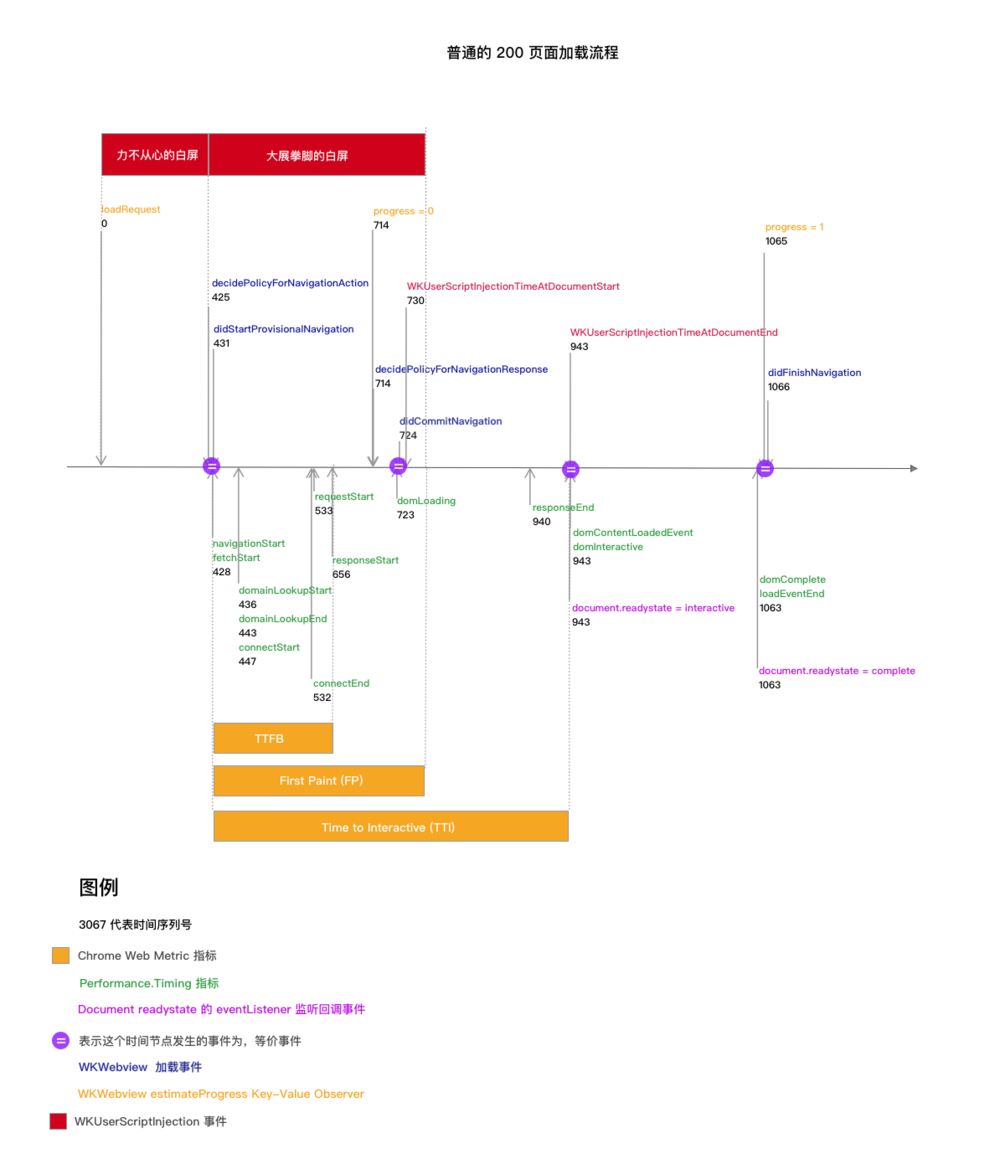 普通的 200 页面加载流程
力不从心的白屏
大展拳脚的白屏
loadRequest
0
progress = 0
714
progress = 1
1065
decidePolicyForNavigationAction
425
WKUserScriptInjectionTimeAtDocumentStart
730
didStartProvisionalNavigation
431
WKUserScriptInjectionTimeAtDocumentEnd
943
decidePolicyForNavigationResponse
714
didFinishNavigation
1066
didCommitNavigation
724
requestStart
533
domLoading
723
responseEnd
940
domContentLoadedEvent
domInteractive
943
navigationStart
fetchStart
428
responseStart
656
domComplete
loadEventEnd
1063
domainLookupStart
436
domainLookupEnd
443
connectStart
447
document.readystate = interactive
943
document.readystate = complete
1063
connectEnd
532
TTFB
First Paint (FP)
Time to Interactive (TTI)
图例
3067 代表时间序列号
Chrome Web Metric 指标
Performance.Timing 指标
Document readystate 的 eventListener 监听回调事件
表示这个时间节点发生的事件为，等价事件
WKWebview 加载事件
WKWebview estimateProgress Key-Value Observer
WKUserScriptInjection 事件